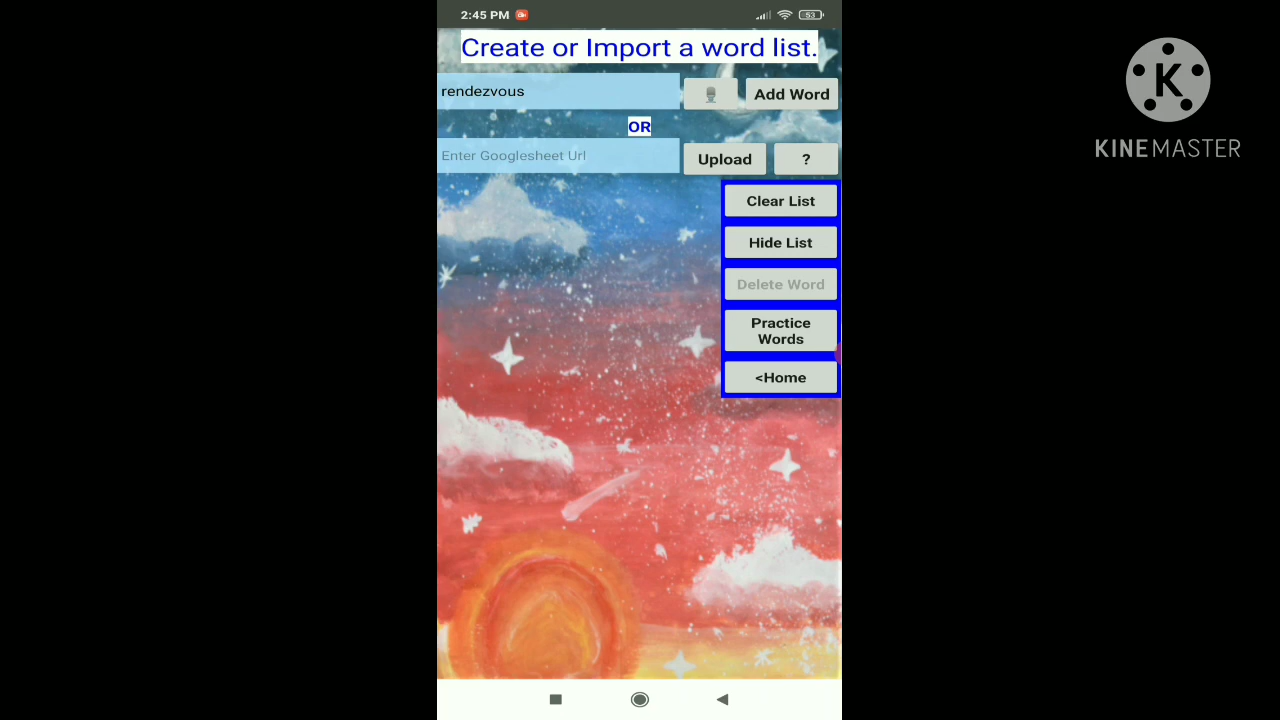 2:45 PM
53
Create or Import a word list.
rendezvous
Add Word
OR
Enter Googlesheet Url
Upload
?
Clear List
Hide List
Delete Word
Practice
Words
<Home
K
KINEMASTER